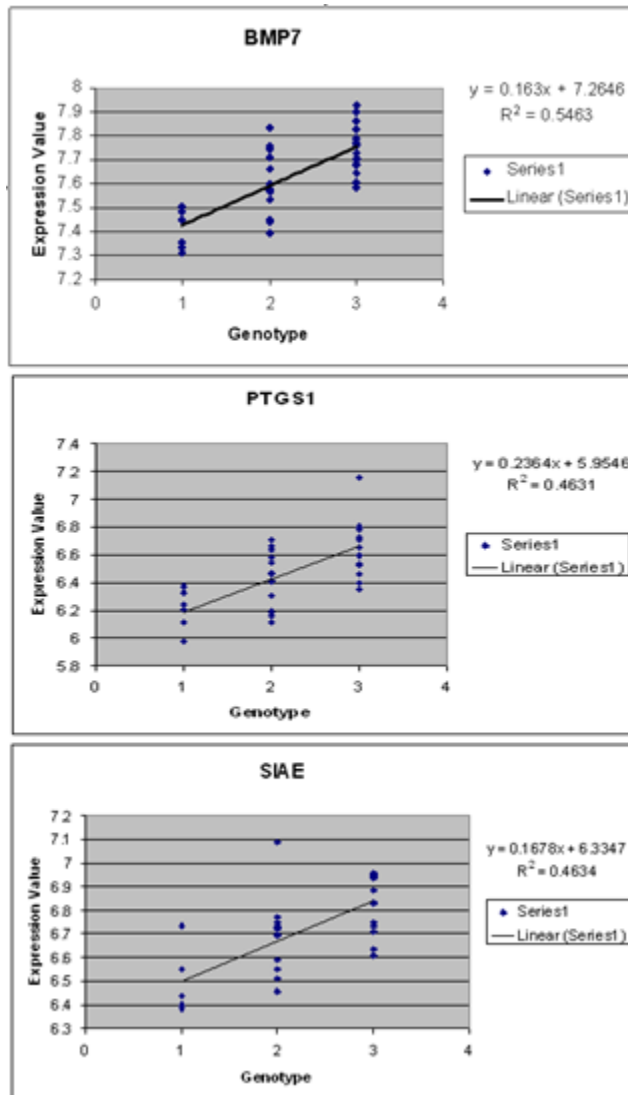 BMP7
y = 0.163x + 7.2646
R² = 0.5463
Expression Value
8
7.9
7.8
7.7
7.6
7.5
7.4
7.3
7.2
0 1 2 3 4
Genotype
Series1
Linear (Series1)
PTGS1
y = 0.2364x + 5.9546
R² = 0.4631
Expression Value
7.4
7.2
7
6.8
6.6
6.4
6.2
6
5.8
0 1 2 3 4
Genotype
Series1
Linear (Series1)
SIAE
y = 0.1678x + 6.3347
R² = 0.4634
Expression Value
7.2
7.1
7
6.9
6.8
6.7
6.6
6.5
6.4
6.3
0 1 2 3 4
Genotype
Series1
Linear (Series1)